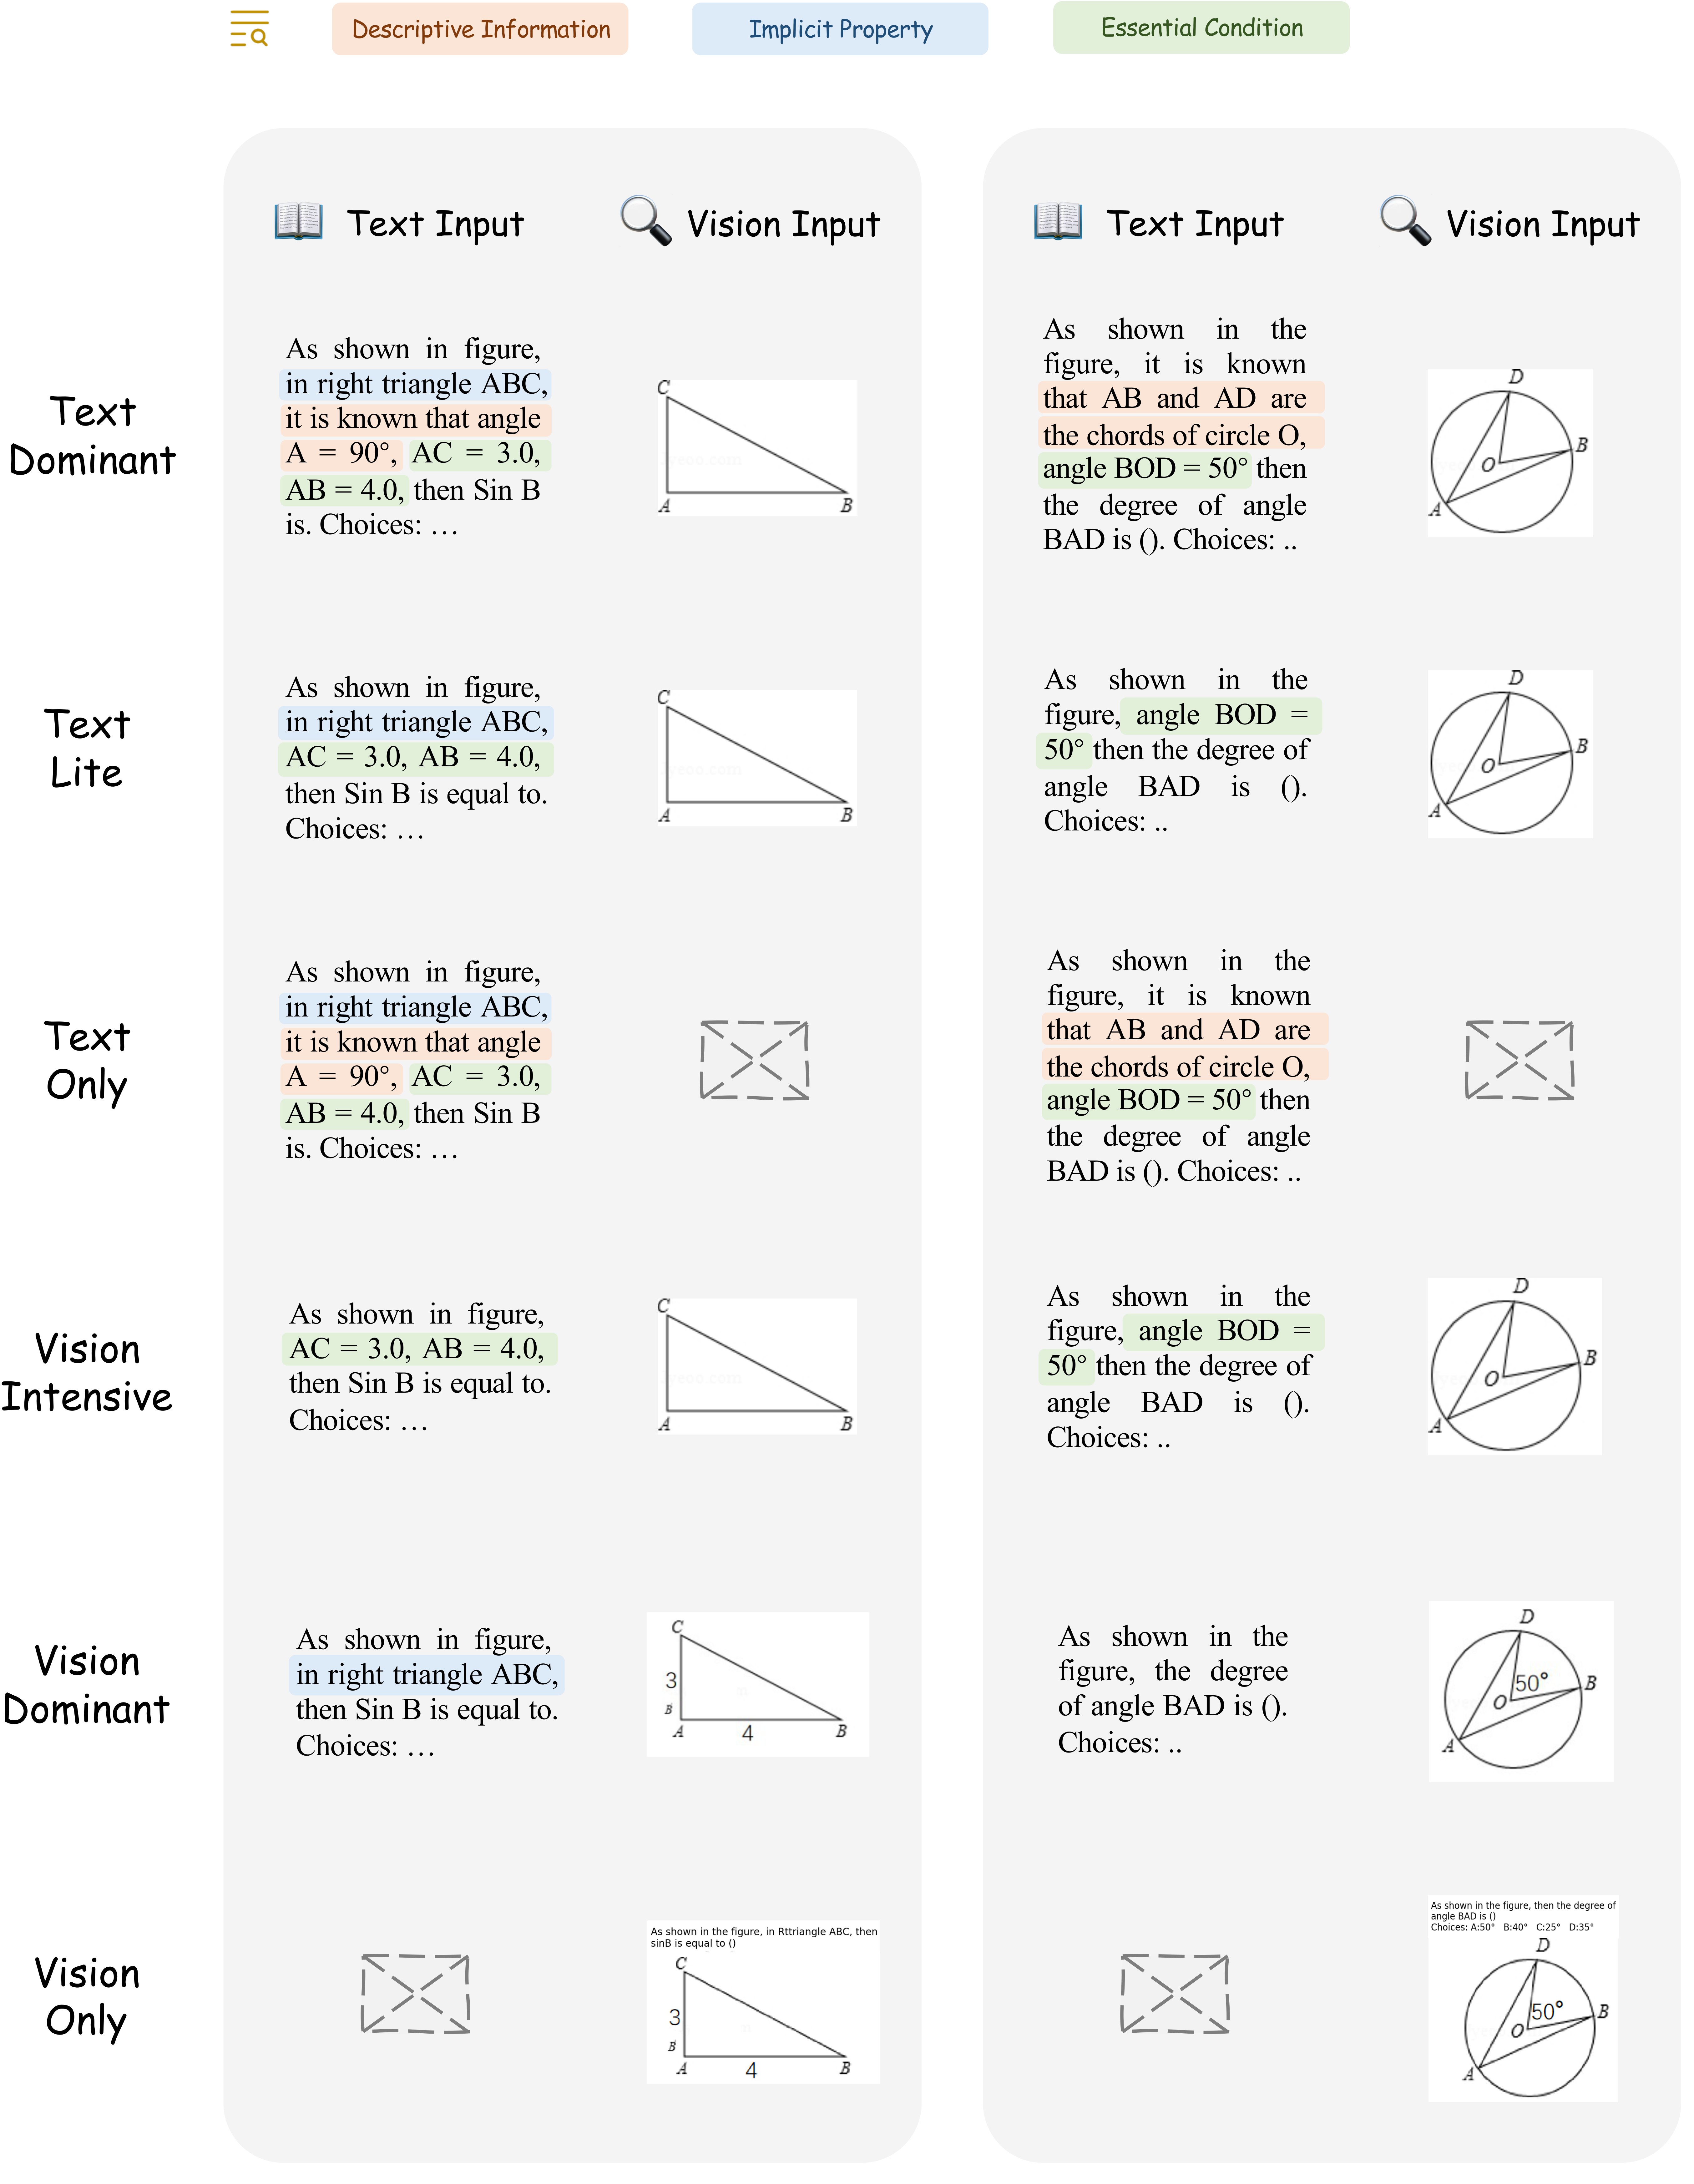 Descriptive Information
Implicit Property
Essential Condition
Text Input
Vision Input
Text Input
Vision Input
Text
Dominant
As shown in figure,
in right triangle ABC,
it is known that angle
A = 90°, AC = 3.0,
AB = 4.0, then Sin B
is. Choices: …
C
A
B
As shown in the
figure, it is known
that AB and AD are
the chords of circle O,
angle BOD = 50° then
the degree of angle
BAD is (). Choices: ..
D
B
O
A
Text
Lite
As shown in figure,
in right triangle ABC,
AC = 3.0, AB = 4.0,
then Sin B is equal to.
Choices: …
C
A
B
As shown in the
figure, angle BOD =
50° then the degree of
angle BAD is ().
Choices: ..
D
B
O
A
Text
Only
As shown in figure,
in right triangle ABC,
it is known that angle
A = 90°, AC = 3.0,
AB = 4.0, then Sin B
is. Choices: …
As shown in the
figure, it is known
that AB and AD are
the chords of circle O,
angle BOD = 50° then
the degree of angle
BAD is (). Choices: ..
Vision
Intensive
As shown in figure,
AC = 3.0, AB = 4.0,
then Sin B is equal to.
Choices: …
C
A
B
As shown in the
figure, angle BOD =
50° then the degree of
angle BAD is ().
Choices: ..
D
B
O
A
Vision
Dominant
As shown in figure,
in right triangle ABC,
then Sin B is equal to.
Choices: …
C
3
B
A
4
B
As shown in the
figure, the degree
of angle BAD is ().
Choices: ..
D
50°
B
O
A
Vision
Only
As shown in the figure, in Rttriangle ABC, then
sinB is equal to ()
C
3
B
A
4
B
As shown in the figure, then the degree of
angle BAD is ()
Choices: A:50° B:40° C:25° D:35°
D
50°
B
O
A